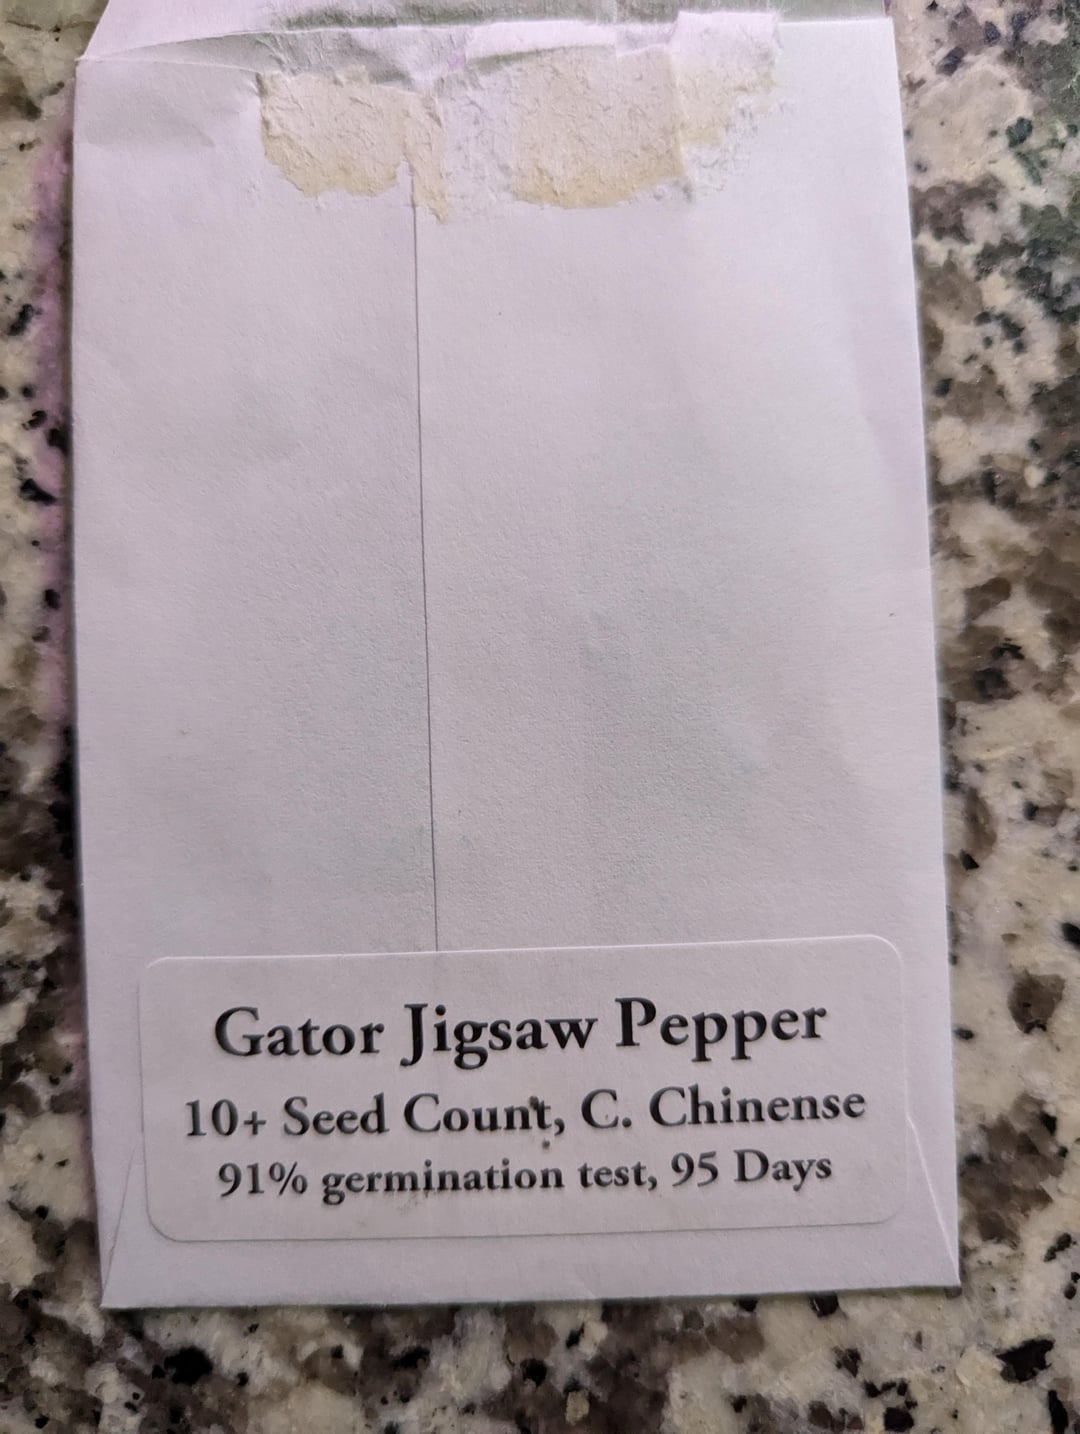 Gator Jigsaw Pepper
10+ Seed Count, C. Chinense
91% germination test, 95 Days